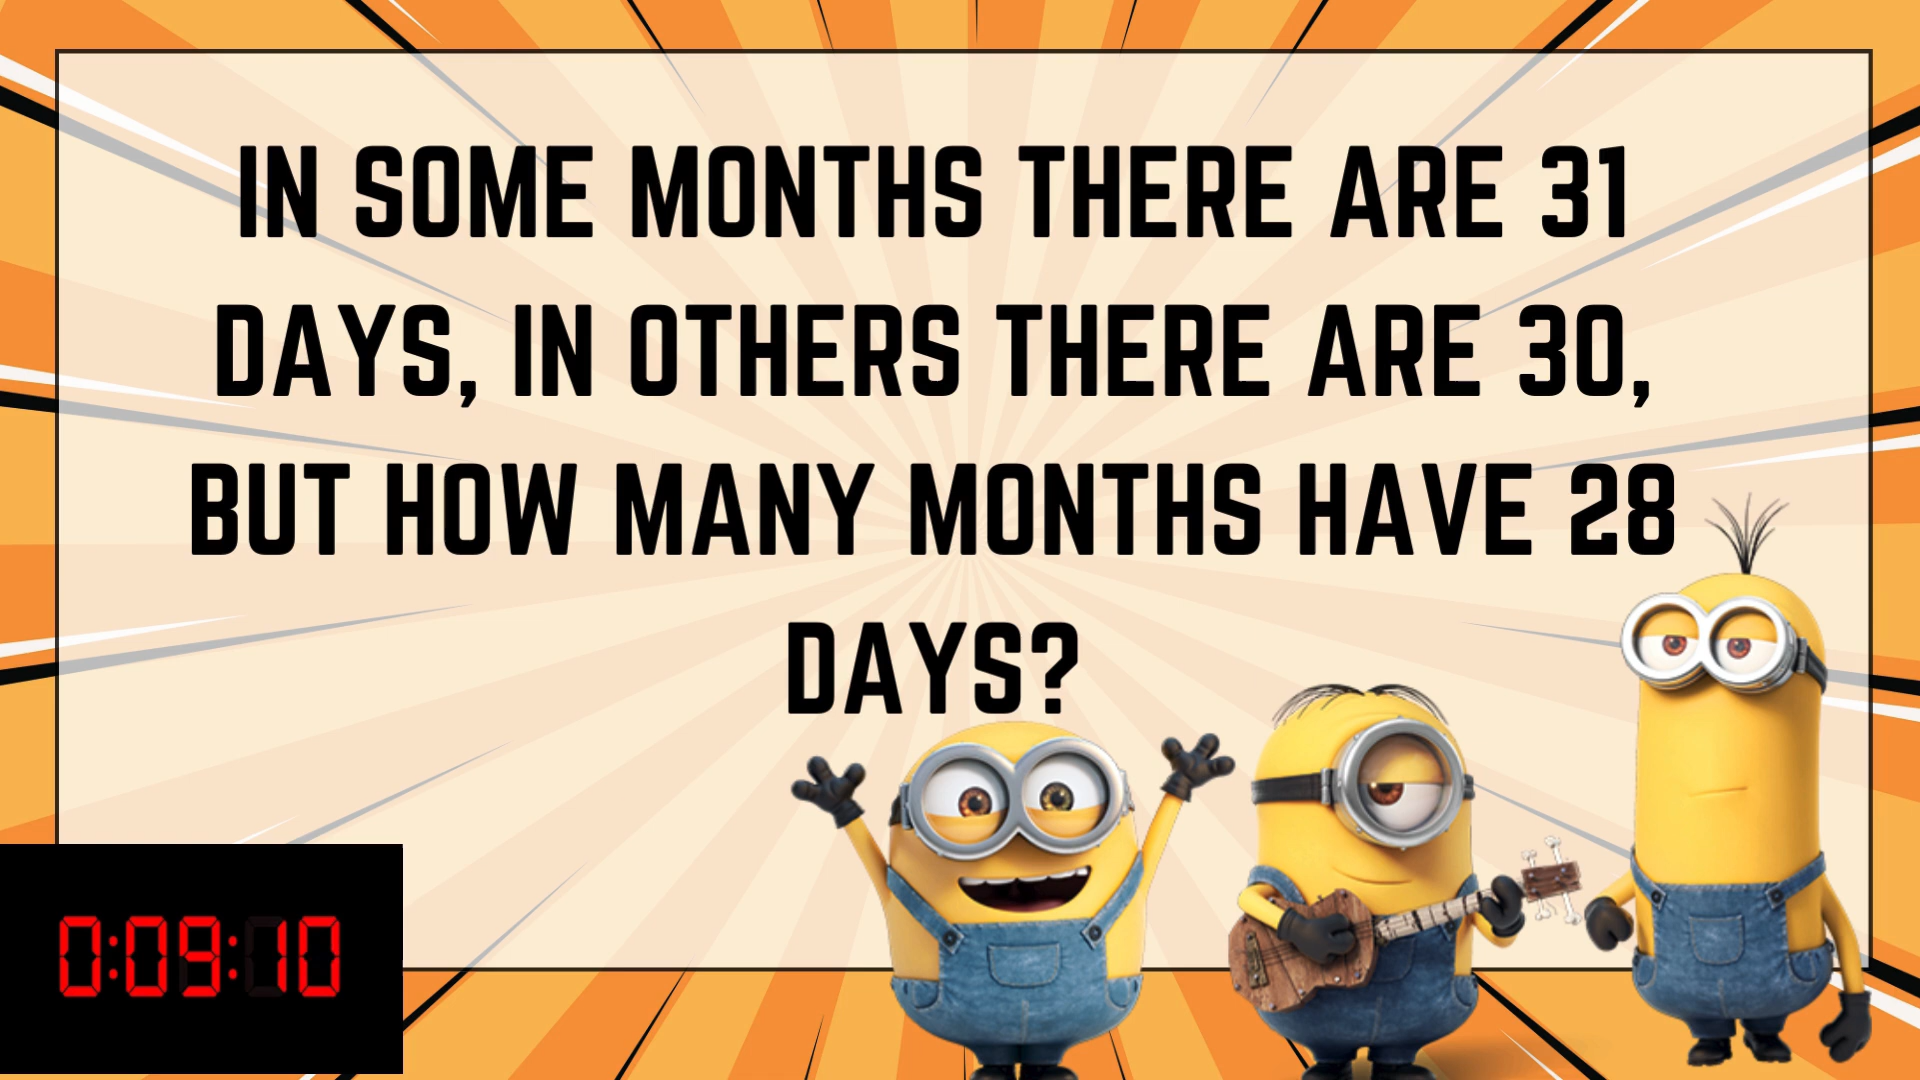 IN SOME MONTHS THERE ARE 31
DAYS, IN OTHERS THERE ARE 30,
BUT HOW MANY MONTHS HAVE 28
DAYS?
0:09:10